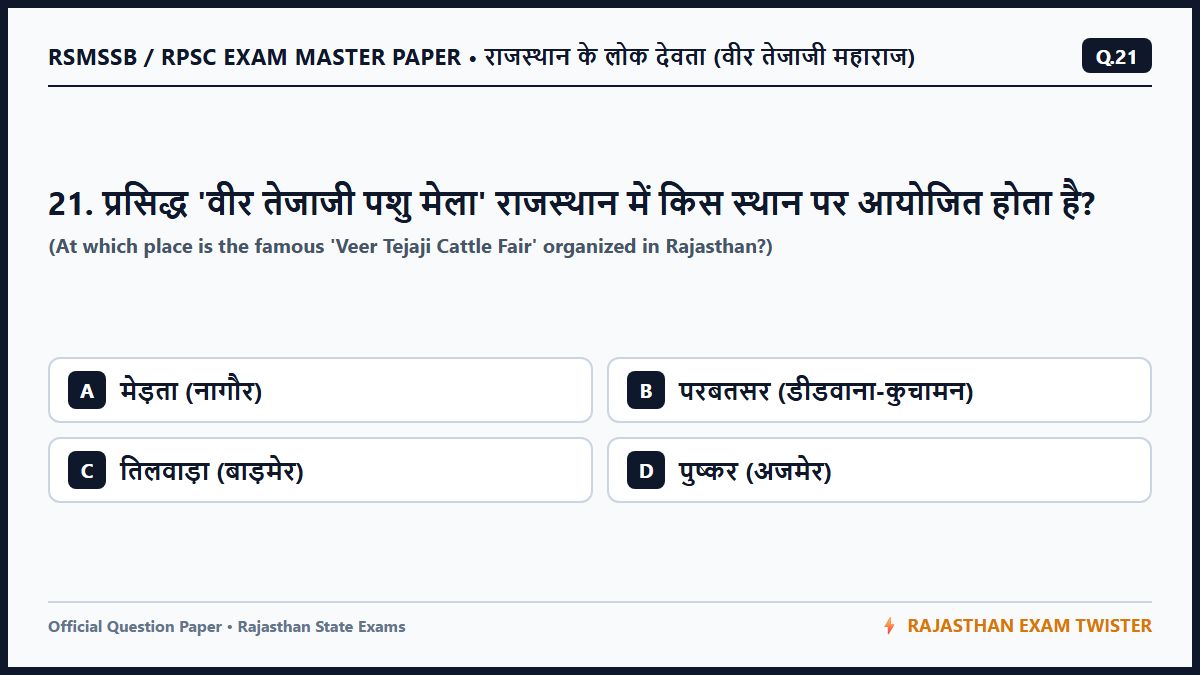 RSMSSB / RPSC EXAM MASTER PAPER • राजस्थान के लोक देवता (वीर तेजाजी महाराज)
Q.21
21. प्रसिद्ध 'वीर तेजाजी पशु मेला' राजस्थान में किस स्थान पर आयोजित होता है?
(At which place is the famous 'Veer Tejaji Cattle Fair' organized in Rajasthan?)
A मेड़ता (नागौर)
B परबतसर (डीडवाना-कुचामन)
C तिलवाड़ा (बाड़मेर)
D पुष्कर (अजमेर)
Official Question Paper • Rajasthan State Exams
RAJASTHAN EXAM TWISTER